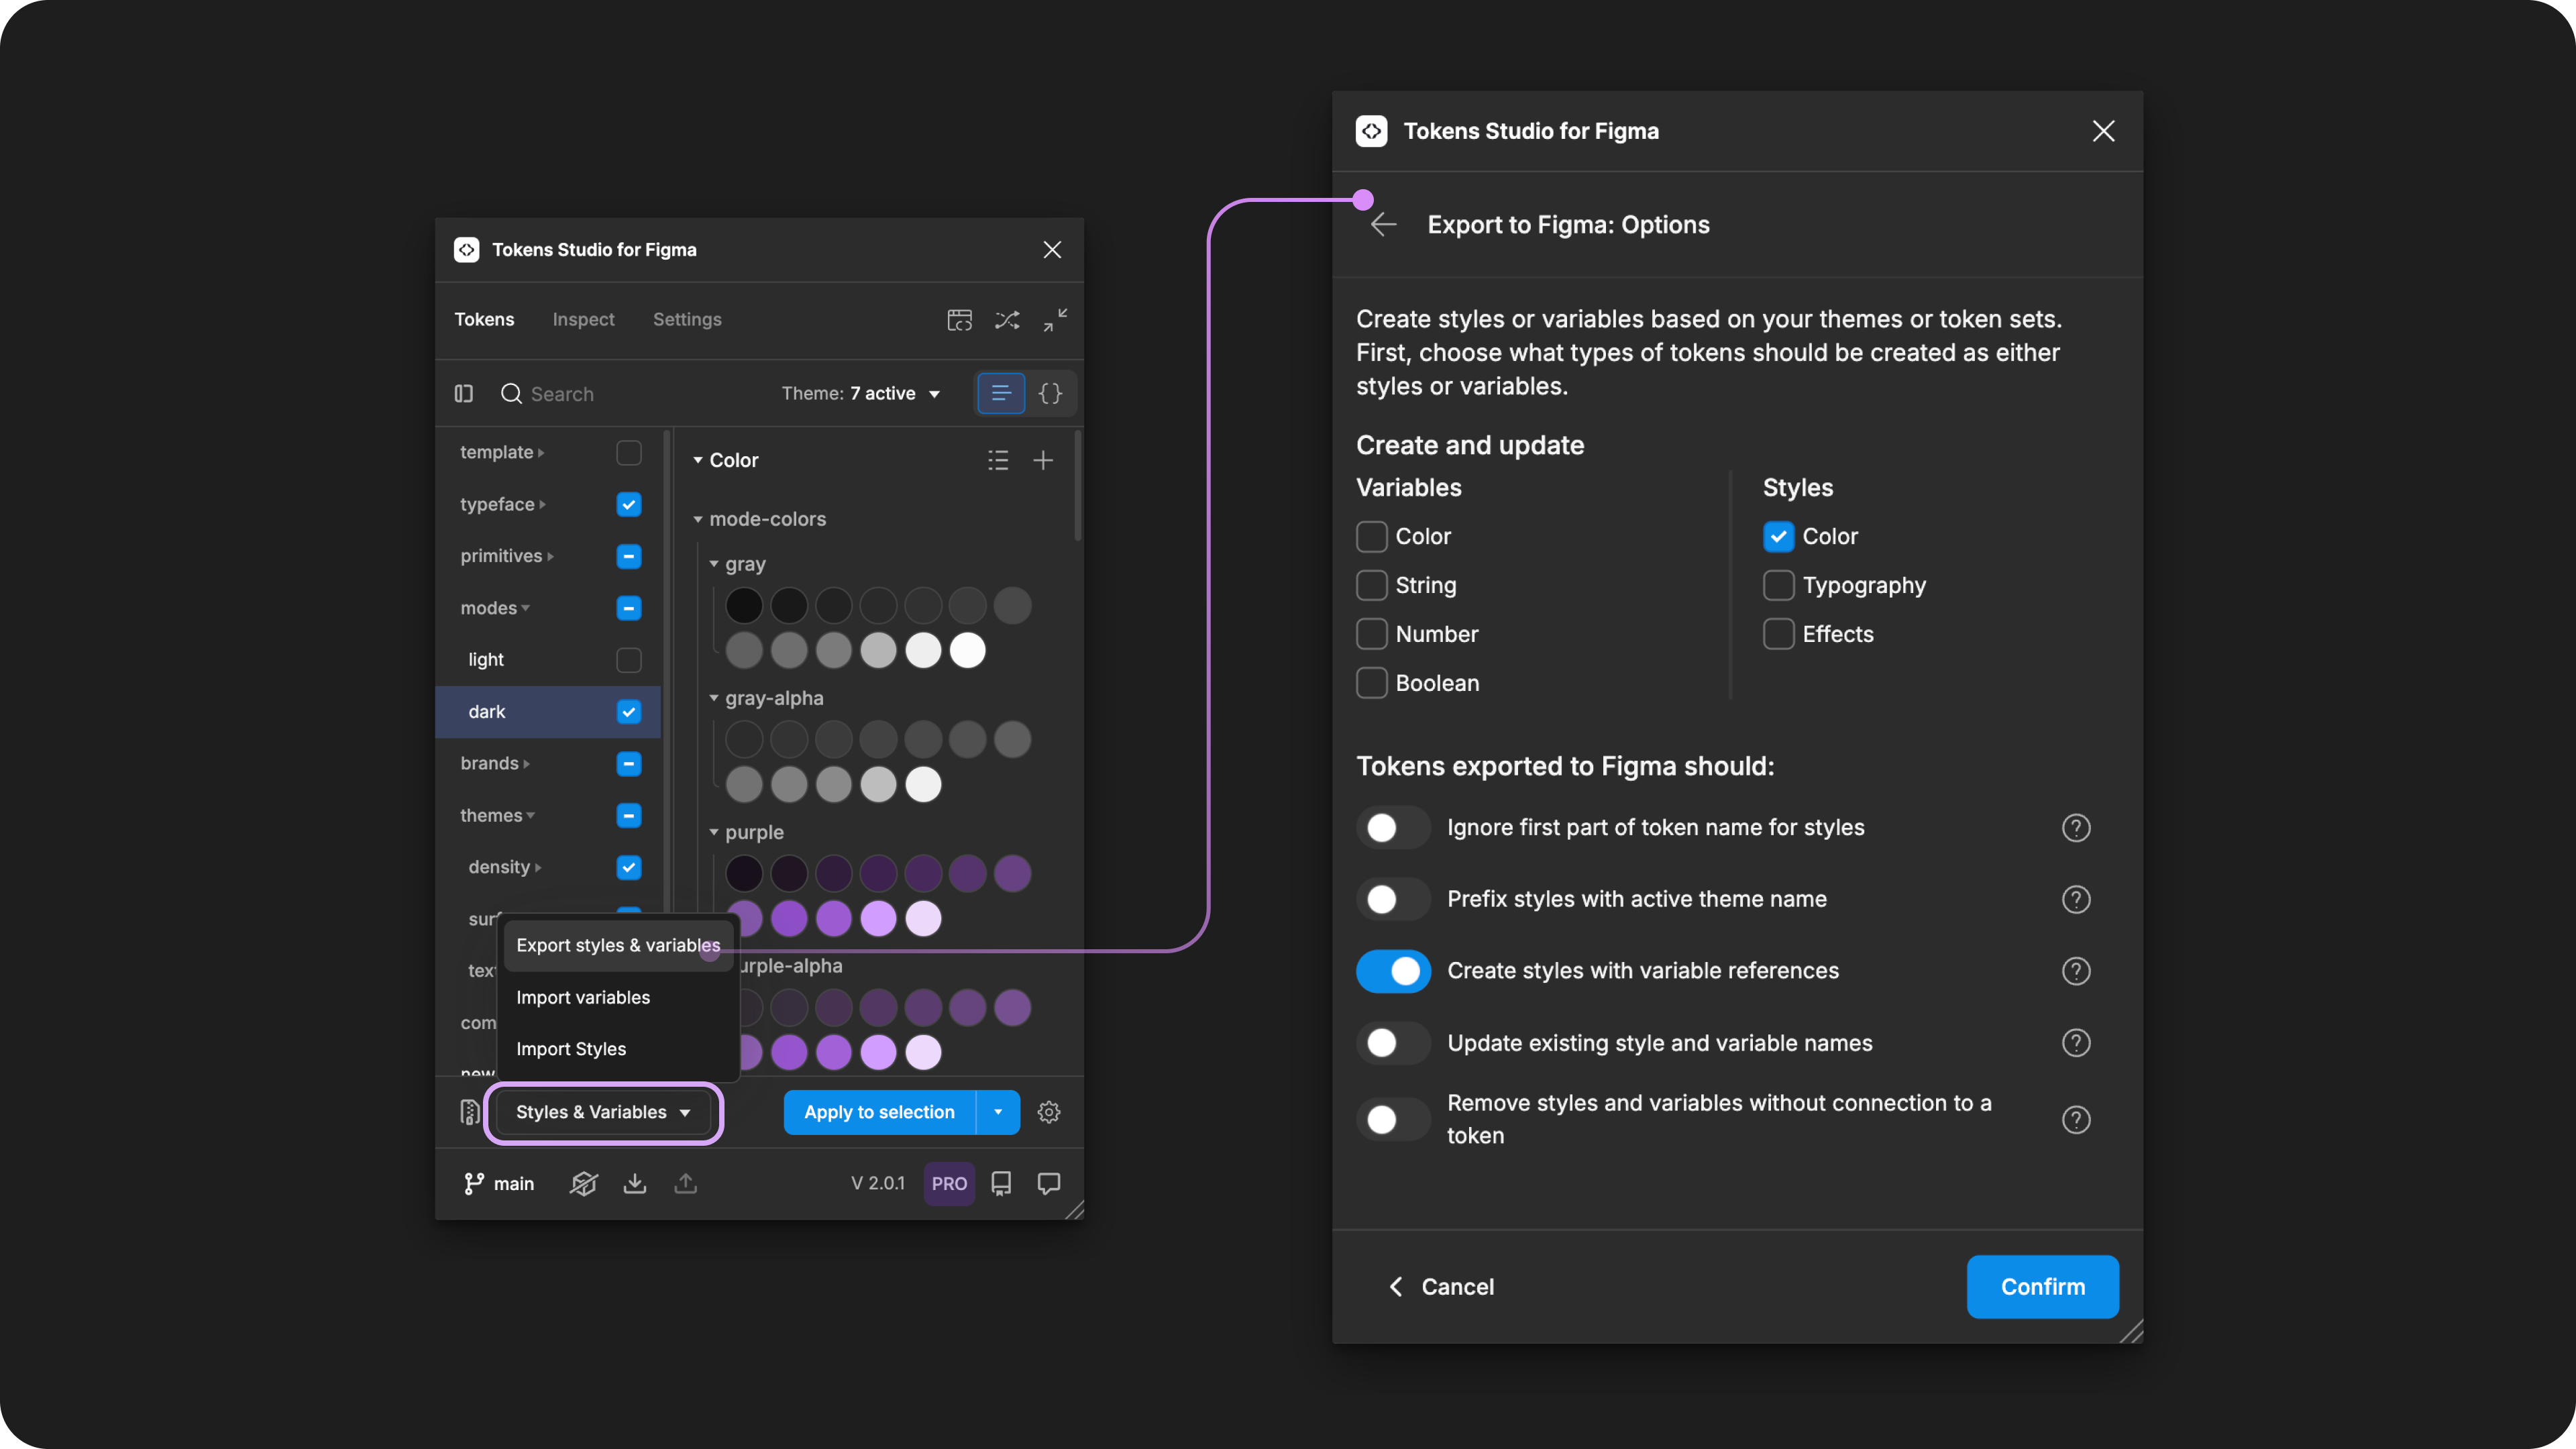 Tokens Studio for Figma
Tokens
Inspect
Settings
Search
Theme: 7 active
template
typeface
primitives
modes
light
dark
brands
themes
density
Color
mode-colors
gray
gray-alpha
purple
Export styles & variables
Import variables
Import Styles
Styles & Variables
Apply to selection
main
V 2.0.1
PRO
Tokens Studio for Figma
Export to Figma: Options
Create styles or variables based on your themes or token sets.
First, choose what types of tokens should be created as either
styles or variables.
Create and update
Variables
Color
String
Number
Boolean
Styles
Color
Typography
Effects
Tokens exported to Figma should:
Ignore first part of token name for styles
Prefix styles with active theme name
Create styles with variable references
Update existing style and variable names
Remove styles and variables without connection to a
token
Cancel
Confirm